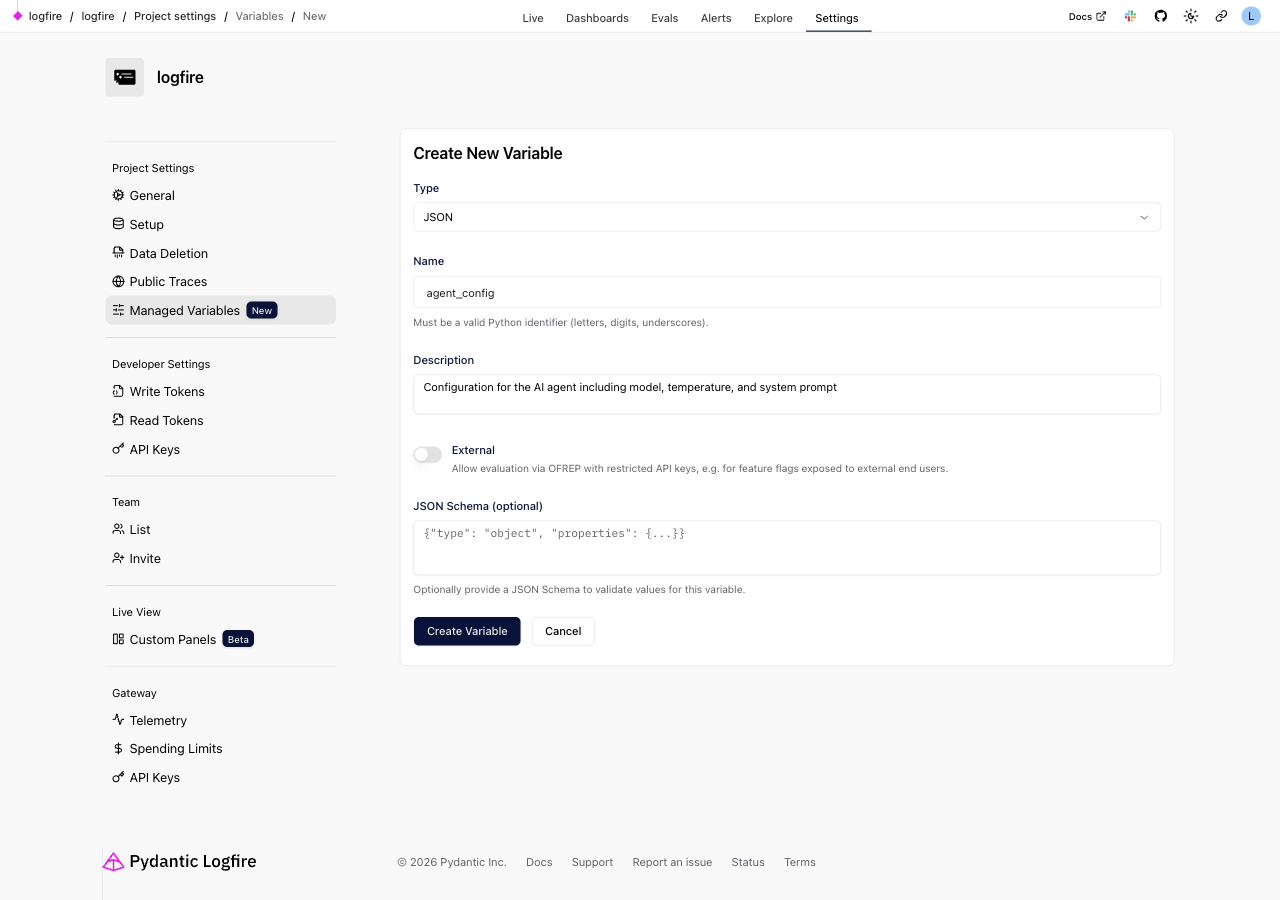 logfire / logfire / Project settings / Variables / New
Live Dashboards Evals Alerts Explore Settings
Docs
L
logfire
Project Settings
General
Setup
Data Deletion
Public Traces
Managed Variables New
Developer Settings
Write Tokens
Read Tokens
API Keys
Team
List
Invite
Live View
Custom Panels Beta
Gateway
Telemetry
Spending Limits
API Keys
Create New Variable
Type
JSON
Name
agent_config
Must be a valid Python identifier (letters, digits, underscores).
Description
Configuration for the AI agent including model, temperature, and system prompt
External
Allow evaluation via OFREP with restricted API keys, e.g. for feature flags exposed to external end users.
JSON Schema (optional)
{"type": "object", "properties": {...}}
Optionally provide a JSON Schema to validate values for this variable.
Create Variable Cancel
Pydantic Logfire
© 2026 Pydantic Inc. Docs Support Report an issue Status Terms